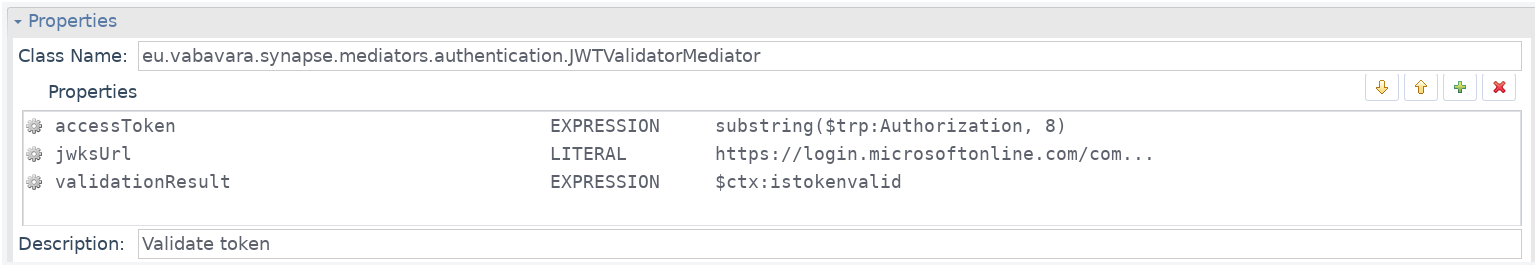 Properties
Class Name: eu.vabavara.synapse.mediators.authentication.JWTValidatorMediator
Properties
accessToken EXPRESSION substring($trp:Authorization, 8)
jwksUrl LITERAL https://login.microsoftonline.com/com...
validationResult EXPRESSION $ctx:istokenvalid
Description: Validate token